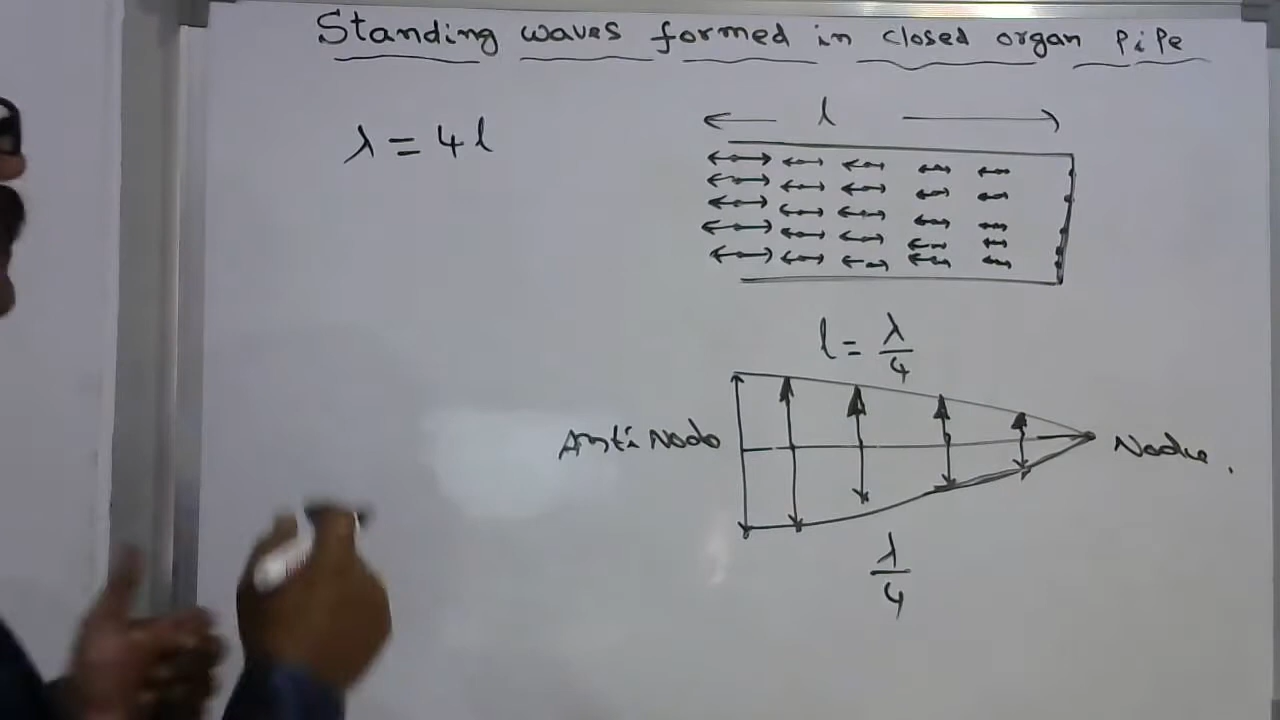 Standing waves formed in closed organ pipe
λ = 4l
l
l = λ/4
Anti Node
Node.
λ/4